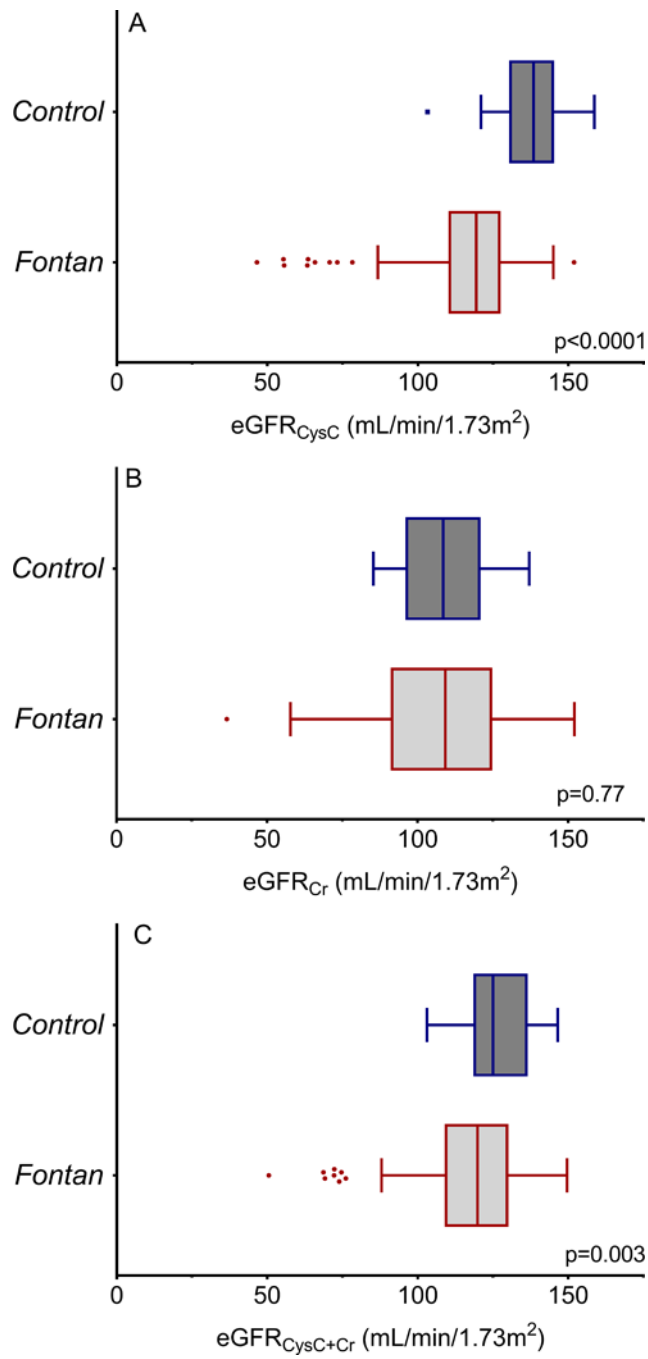 A
Control
Fontan
p<0.0001
0 50 100 150
eGFRCysC (mL/min/1.73m²)
B
Control
Fontan
p=0.77
0 50 100 150
eGFRCr (mL/min/1.73m²)
C
Control
Fontan
p=0.003
0 50 100 150
eGFRCysC+Cr (mL/min/1.73m²)